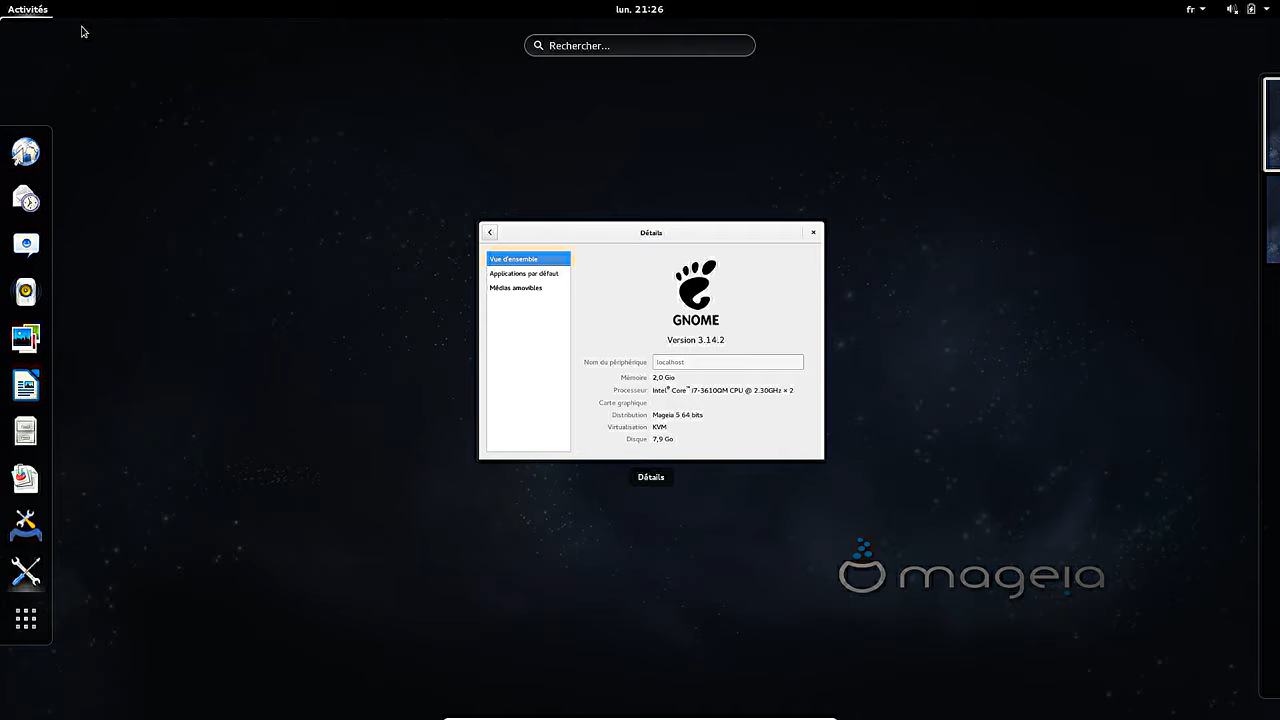 Activités
lun. 21:26
fr
Rechercher...
Détails
Vue d'ensemble
Applications par défaut
Médias amovibles
GNOME
Version 3.14.2
Nom du périphérique localhost
Mémoire 2,0 Gio
Processeur Intel® Core™ i7-3610QM CPU @ 2.30GHz × 2
Carte graphique
Distribution Mageia 5 64 bits
Virtualisation KVM
Disque 7,9 Go
Détails
mageia